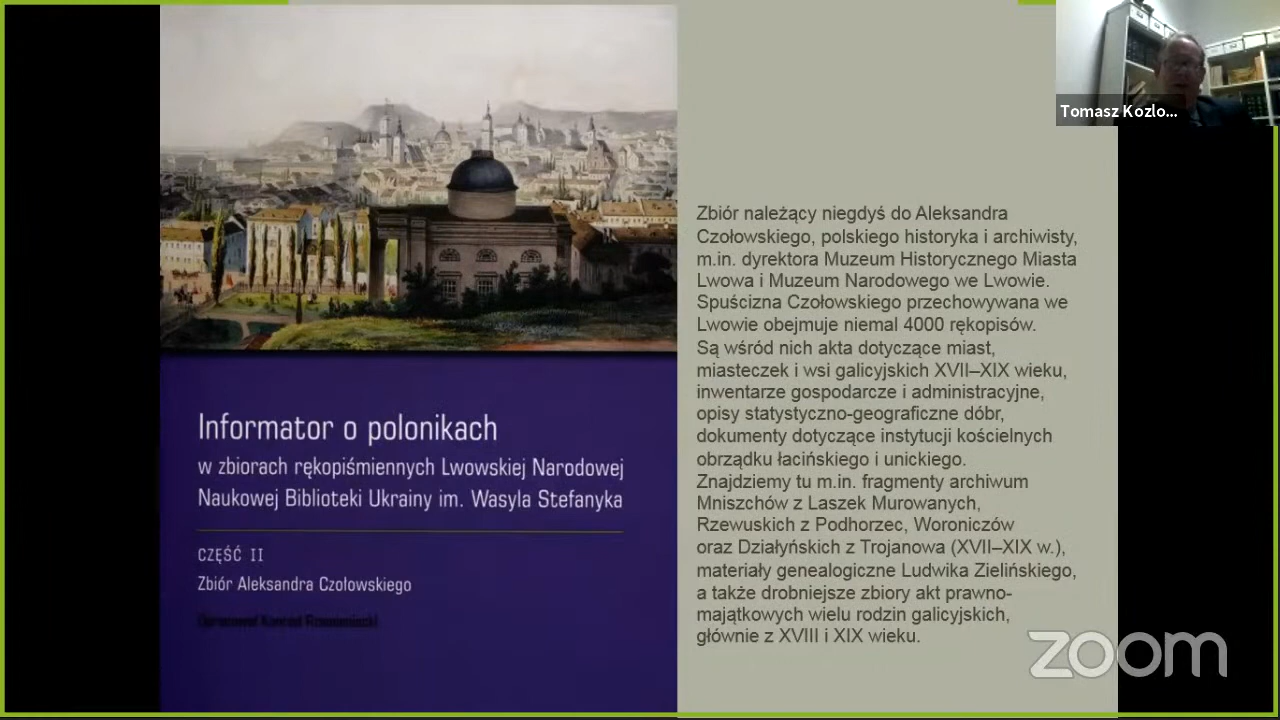 Informator o polonikach
w zbiorach rękopiśmiennych Lwowskiej Narodowej
Naukowej Biblioteki Ukrainy im. Wasyla Stefanyka
CZĘŚĆ II
Zbiór Aleksandra Czołowskiego
Opracował Konrad
Zbiór należący niegdyś do Aleksandra
Czołowskiego, polskiego historyka i archiwisty,
m.in. dyrektora Muzeum Historycznego Miasta
Lwowa i Muzeum Narodowego we Lwowie.
Spuścizna Czołowskiego przechowywana we
Lwowie obejmuje niemal 4000 rękopisów.
Są wśród nich akta dotyczące miast,
miasteczek i wsi galicyjskich XVII–XIX wieku,
inwentarze gospodarcze i administracyjne,
opisy statystyczno-geograficzne dóbr,
dokumenty dotyczące instytucji kościelnych
obrządku łacińskiego i unickiego.
Znajdziemy tu m.in. fragmenty archiwum
Mniszchów z Laszek Murowanych,
Rzewuskich z Podhorzec, Woroniczów
oraz Działyńskich z Trojanowa (XVII–XIX w.),
materiały genealogiczne Ludwika Zielińskiego,
a także drobniejsze zbiory akt prawno-
majątkowych wielu rodzin galicyjskich,
głównie z XVIII i XIX wieku.
Tomasz Kozlo...
zoom